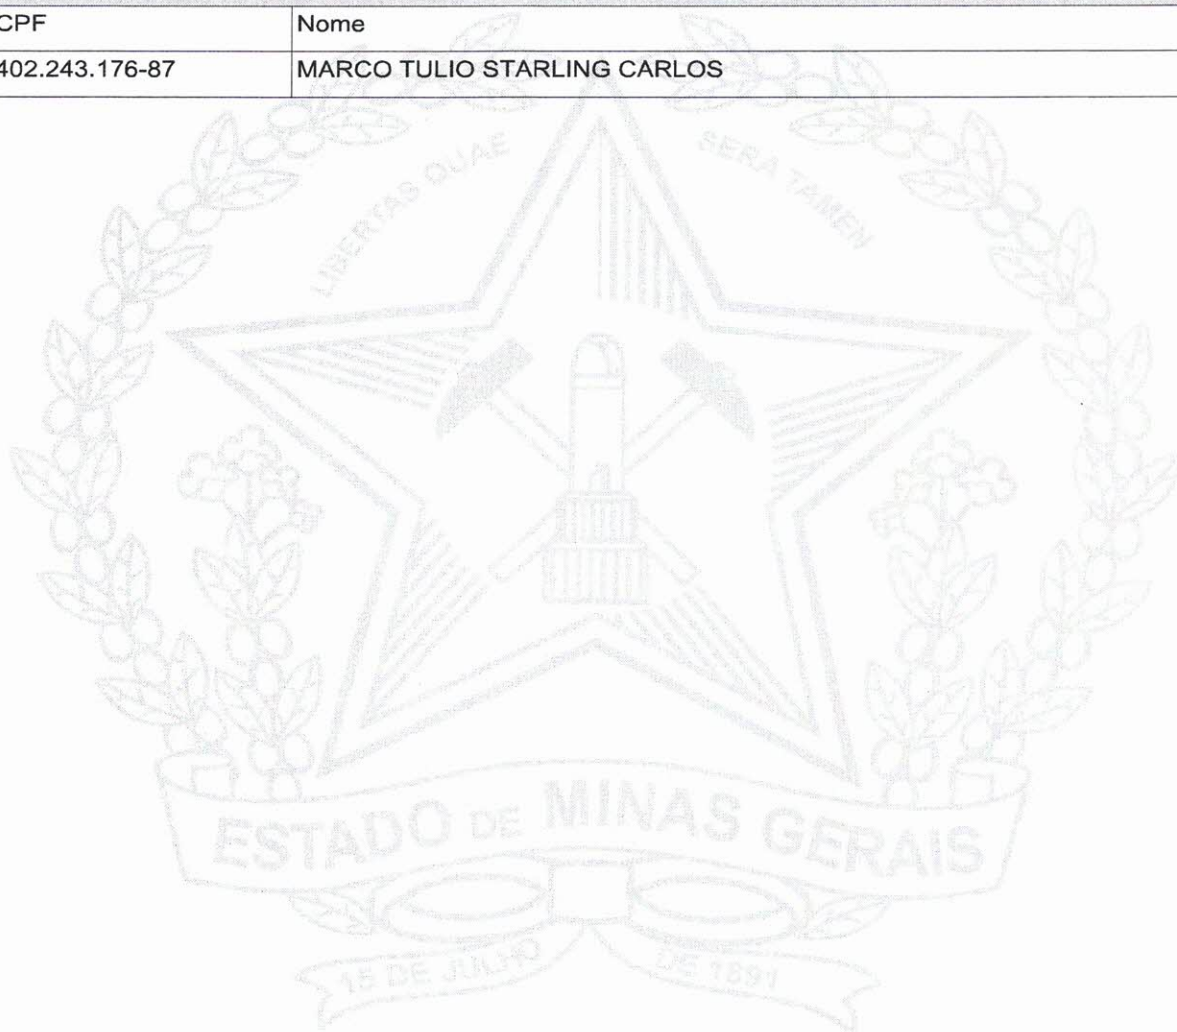 CPF Nome
402.243.176-87 MARCO TULIO STARLING CARLOS
LIBERTAS QUAE SERA TAMEN
ESTADO DE MINAS GERAIS
15 DE JULHO DE 1891